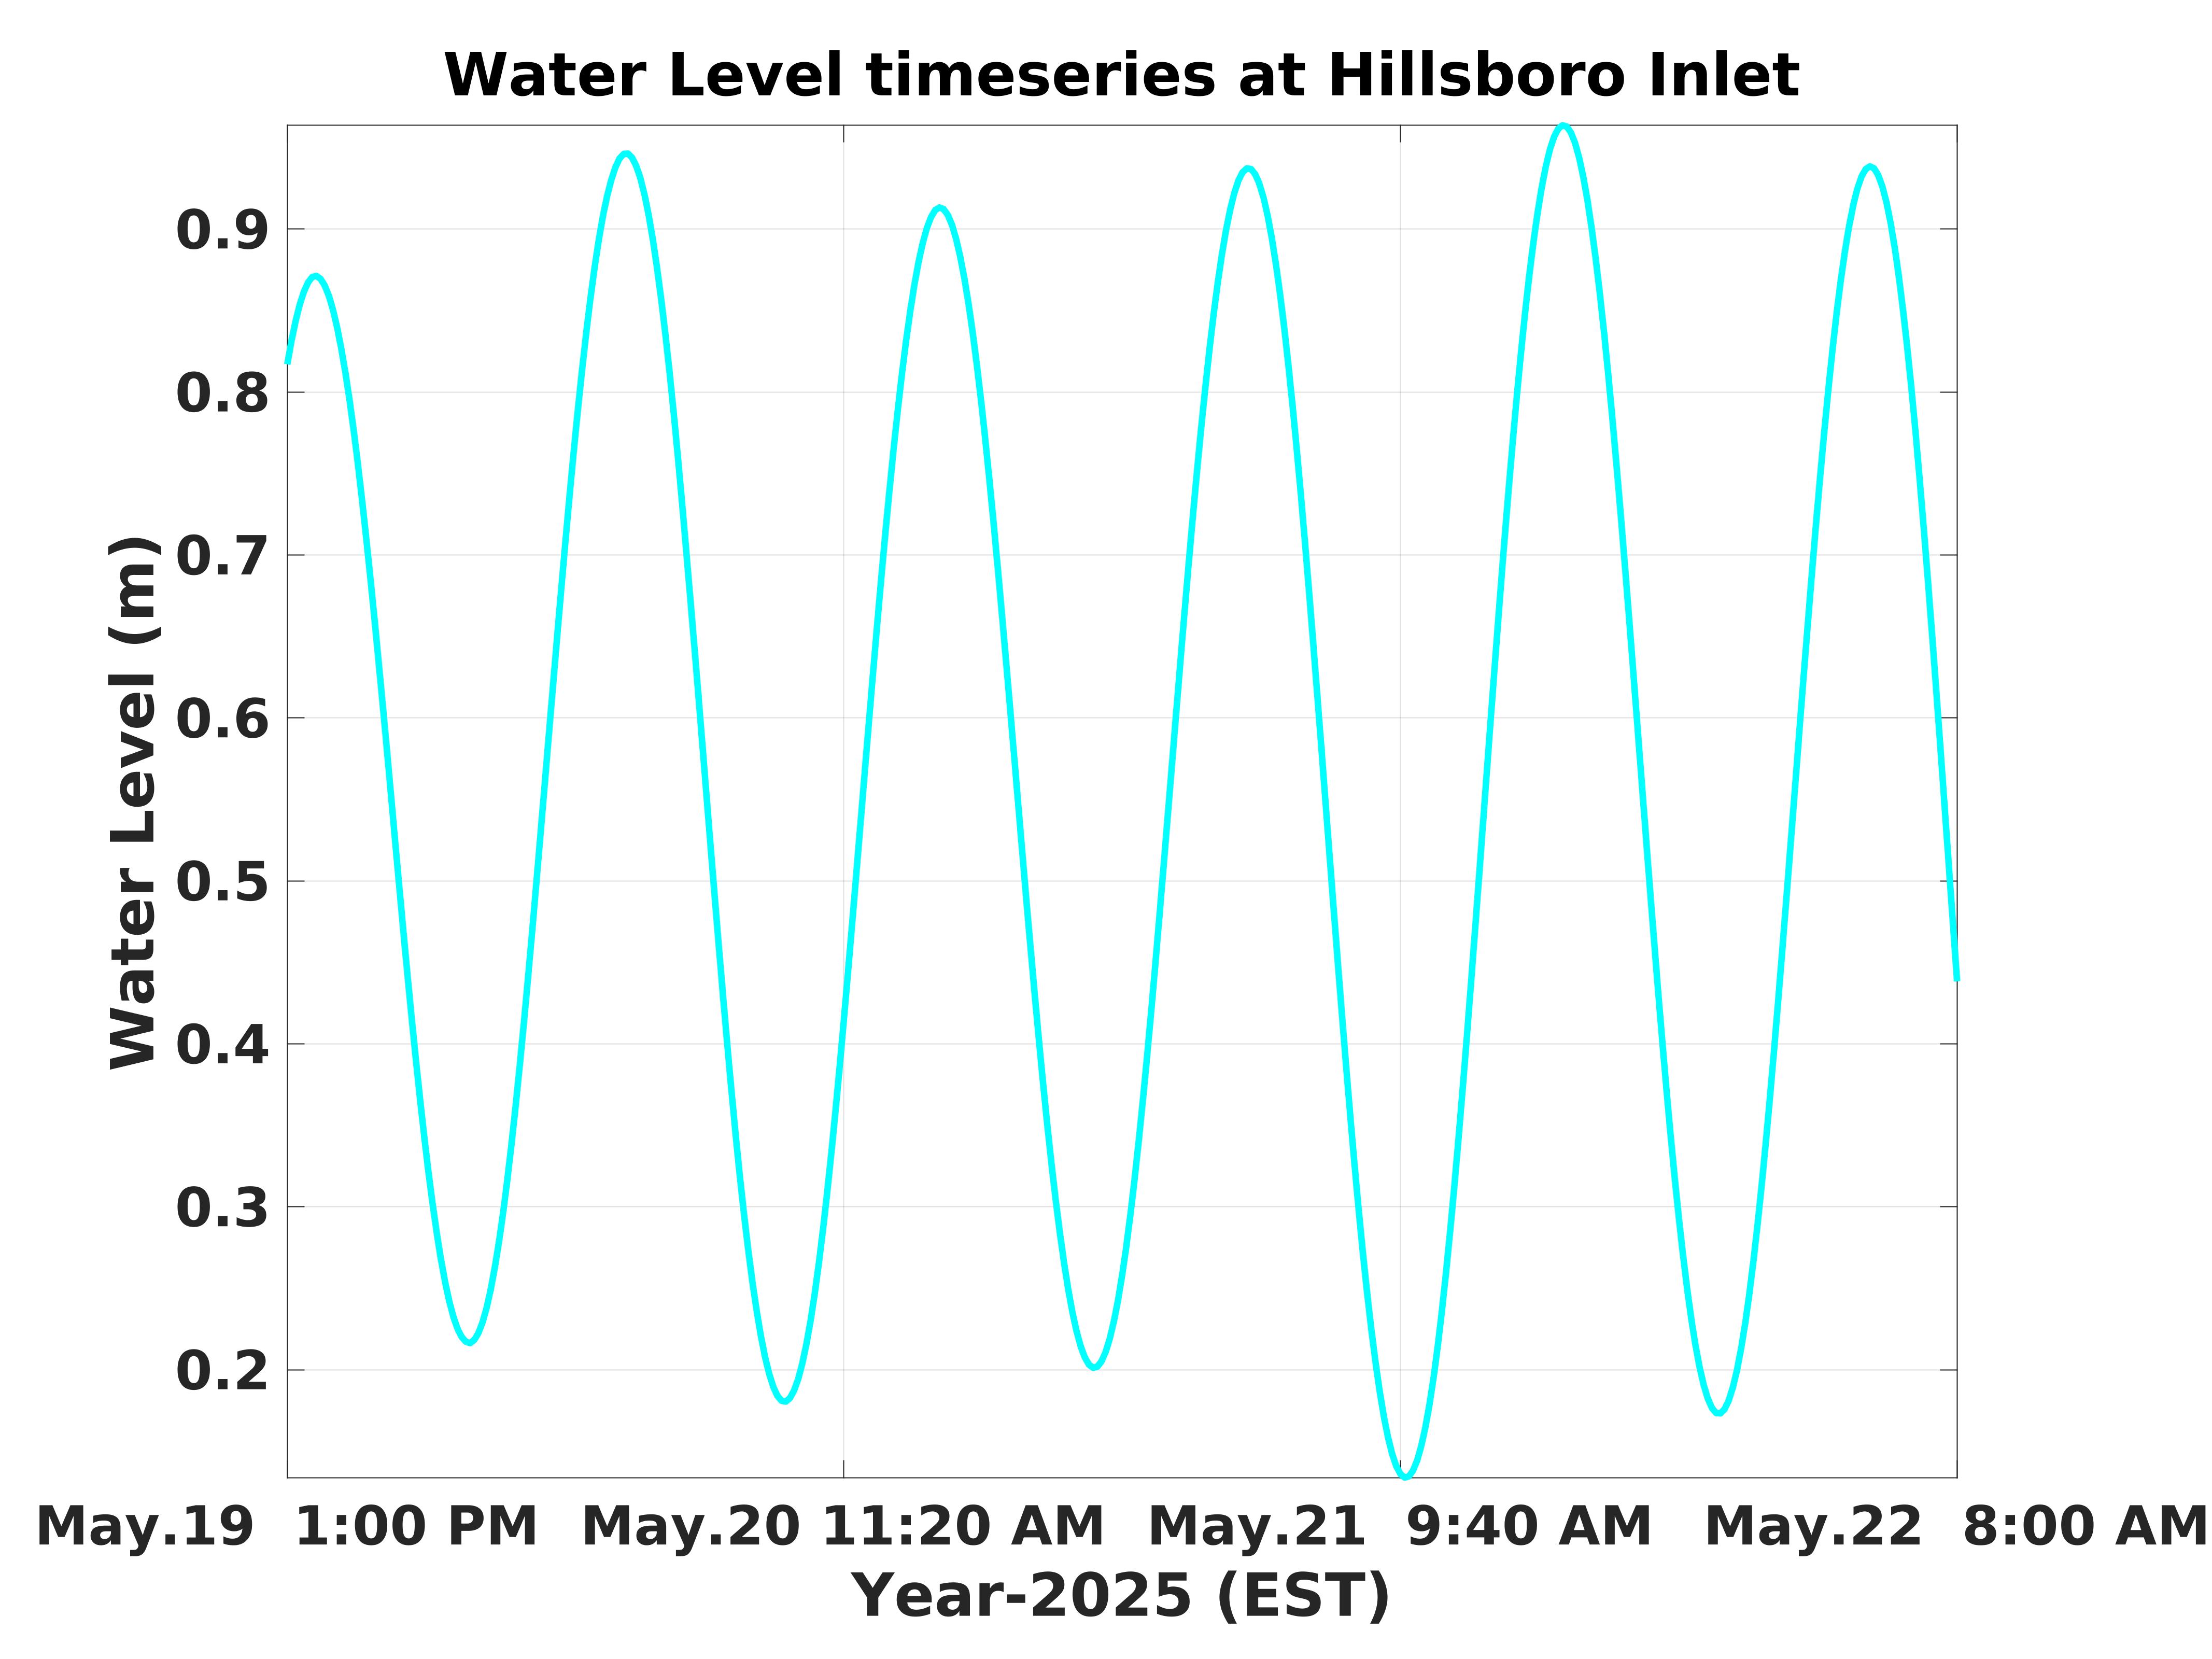 Water Level timeseries at Hillsboro Inlet
Water Level (m)
0.9
0.8
0.7
0.6
0.5
0.4
0.3
0.2
May.19 1:00 PM May.20 11:20 AM May.21 9:40 AM May.22 8:00 AM
Year-2025 (EST)